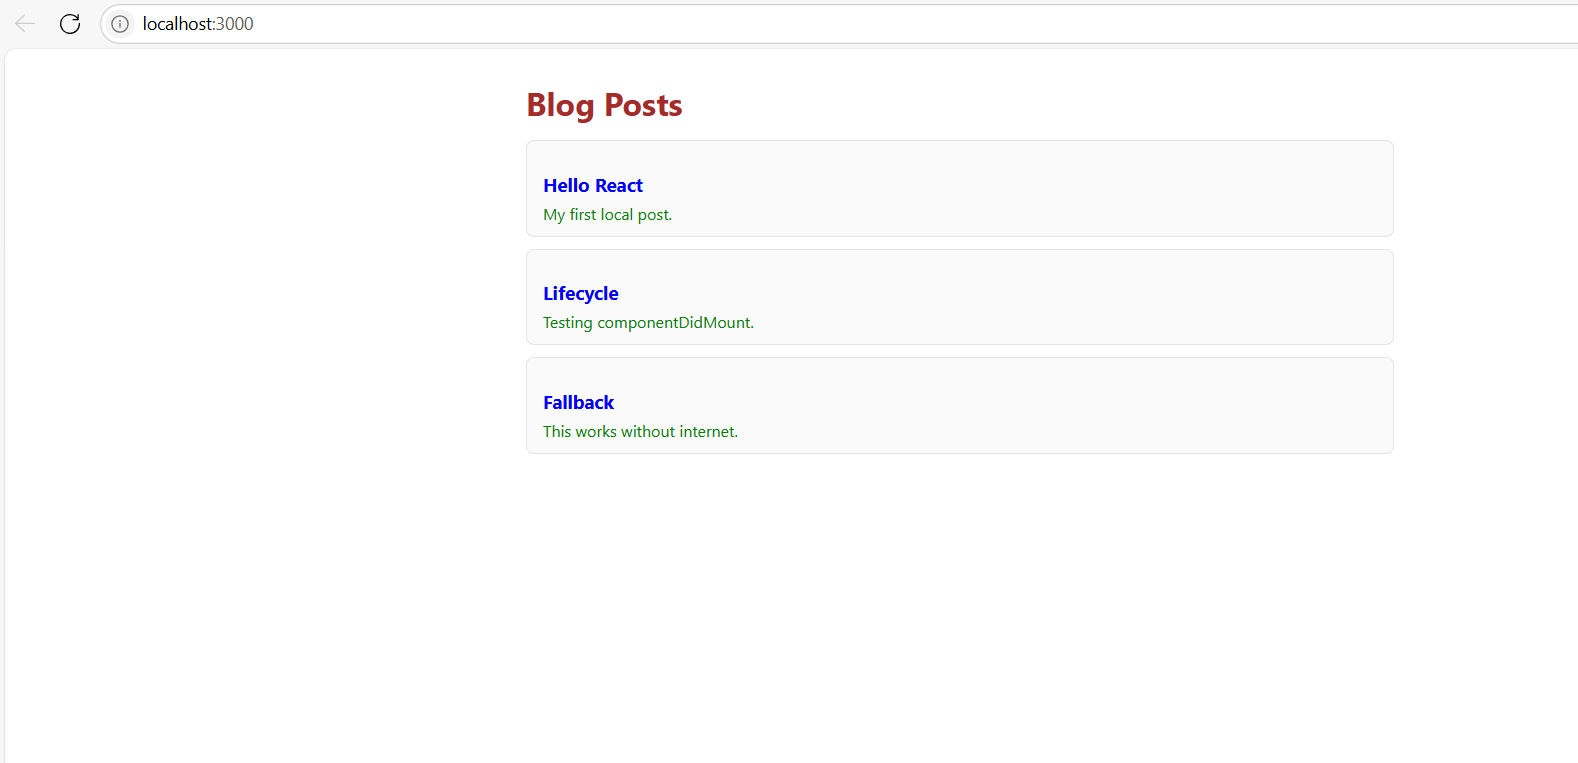 localhost:3000
Blog Posts
Hello React
My first local post.
Lifecycle
Testing componentDidMount.
Fallback
This works without internet.